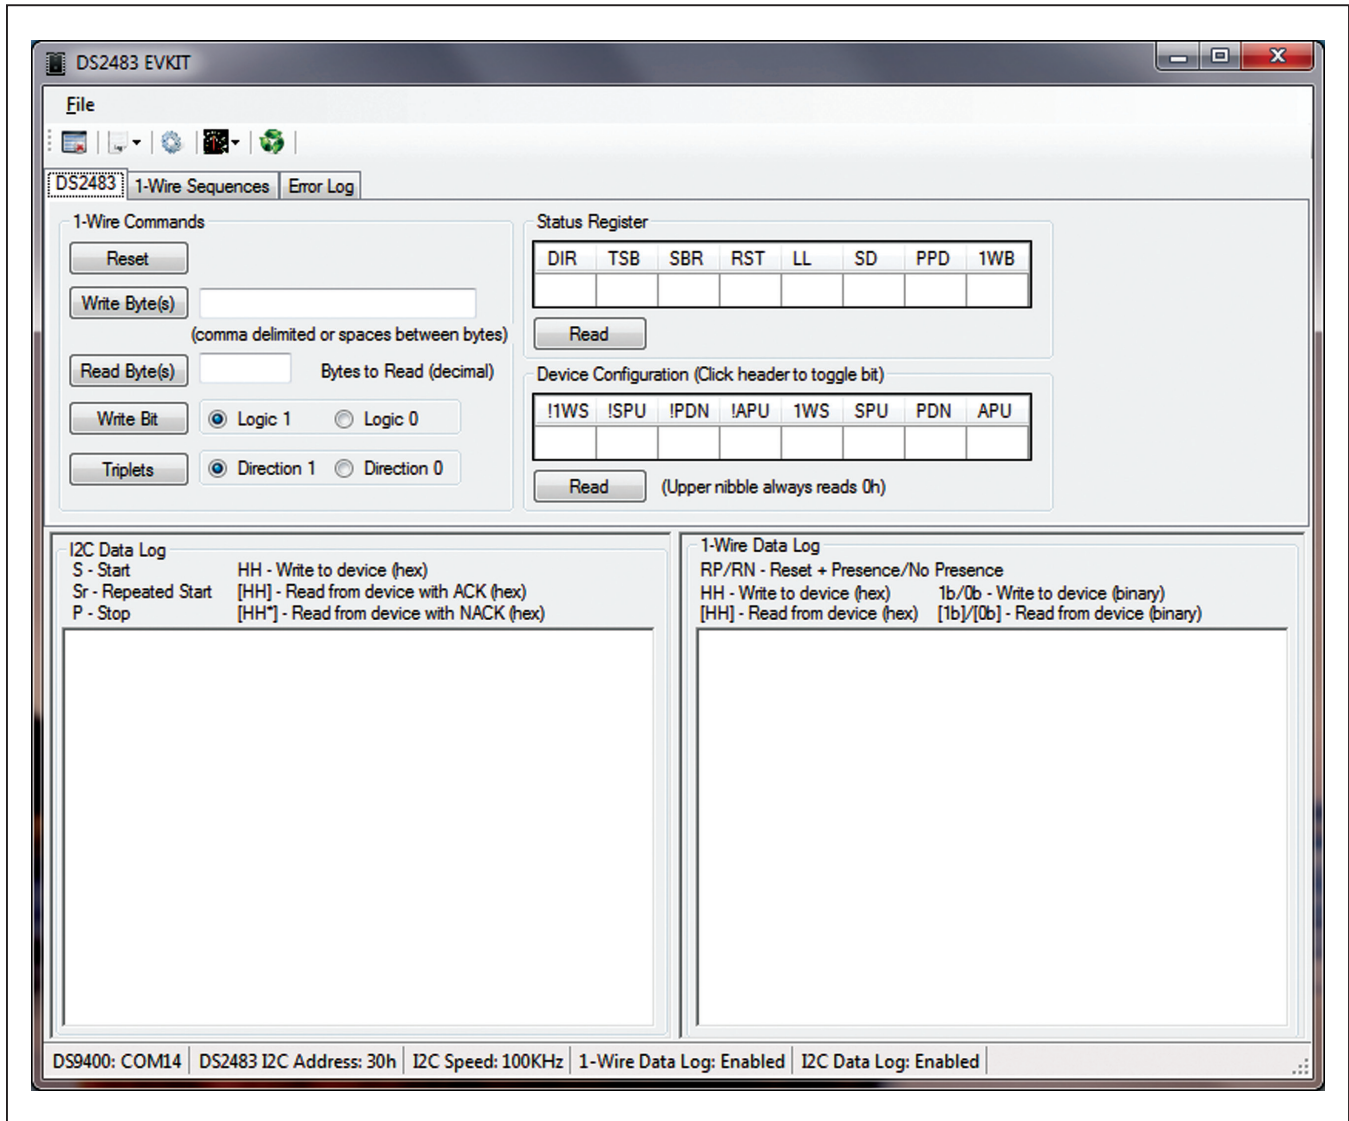 DS2483 EVKIT
File
DS2483 1-Wire Sequences Error Log
1-Wire Commands
Reset
Write Byte(s)
(comma delimited or spaces between bytes)
Read Byte(s) Bytes to Read (decimal)
Write Bit Logic 1 Logic 0
Triplets Direction 1 Direction 0
Status Register
DIR TSB SBR RST LL SD PPD 1WB
Read
Device Configuration (Click header to toggle bit)
!1WS !SPU !PDN !APU 1WS SPU PDN APU
Read (Upper nibble always reads 0h)
I2C Data Log
S - Start HH - Write to device (hex)
Sr - Repeated Start [HH] - Read from device with ACK (hex)
P - Stop [HH*] - Read from device with NACK (hex)
1-Wire Data Log
RP/RN - Reset + Presence/No Presence
HH - Write to device (hex) 1b/0b - Write to device (binary)
[HH] - Read from device (hex) [1b]/[0b] - Read from device (binary)
DS9400: COM14 DS2483 I2C Address: 30h I2C Speed: 100KHz 1-Wire Data Log: Enabled I2C Data Log: Enabled